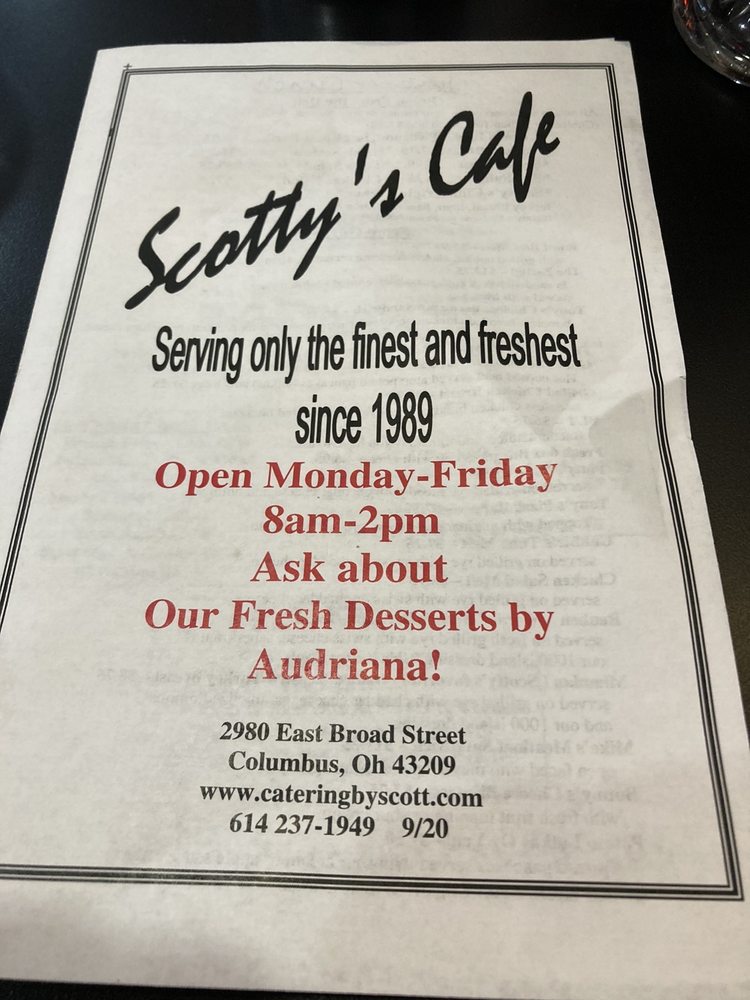 Scotty's Cafe
Serving only the finest and freshest
since 1989
Open Monday-Friday
8am-2pm
Ask about
Our Fresh Desserts by
Audriana!
2980 East Broad Street
Columbus, Oh 43209
www.cateringbyscott.com
614 237-1949 9/20